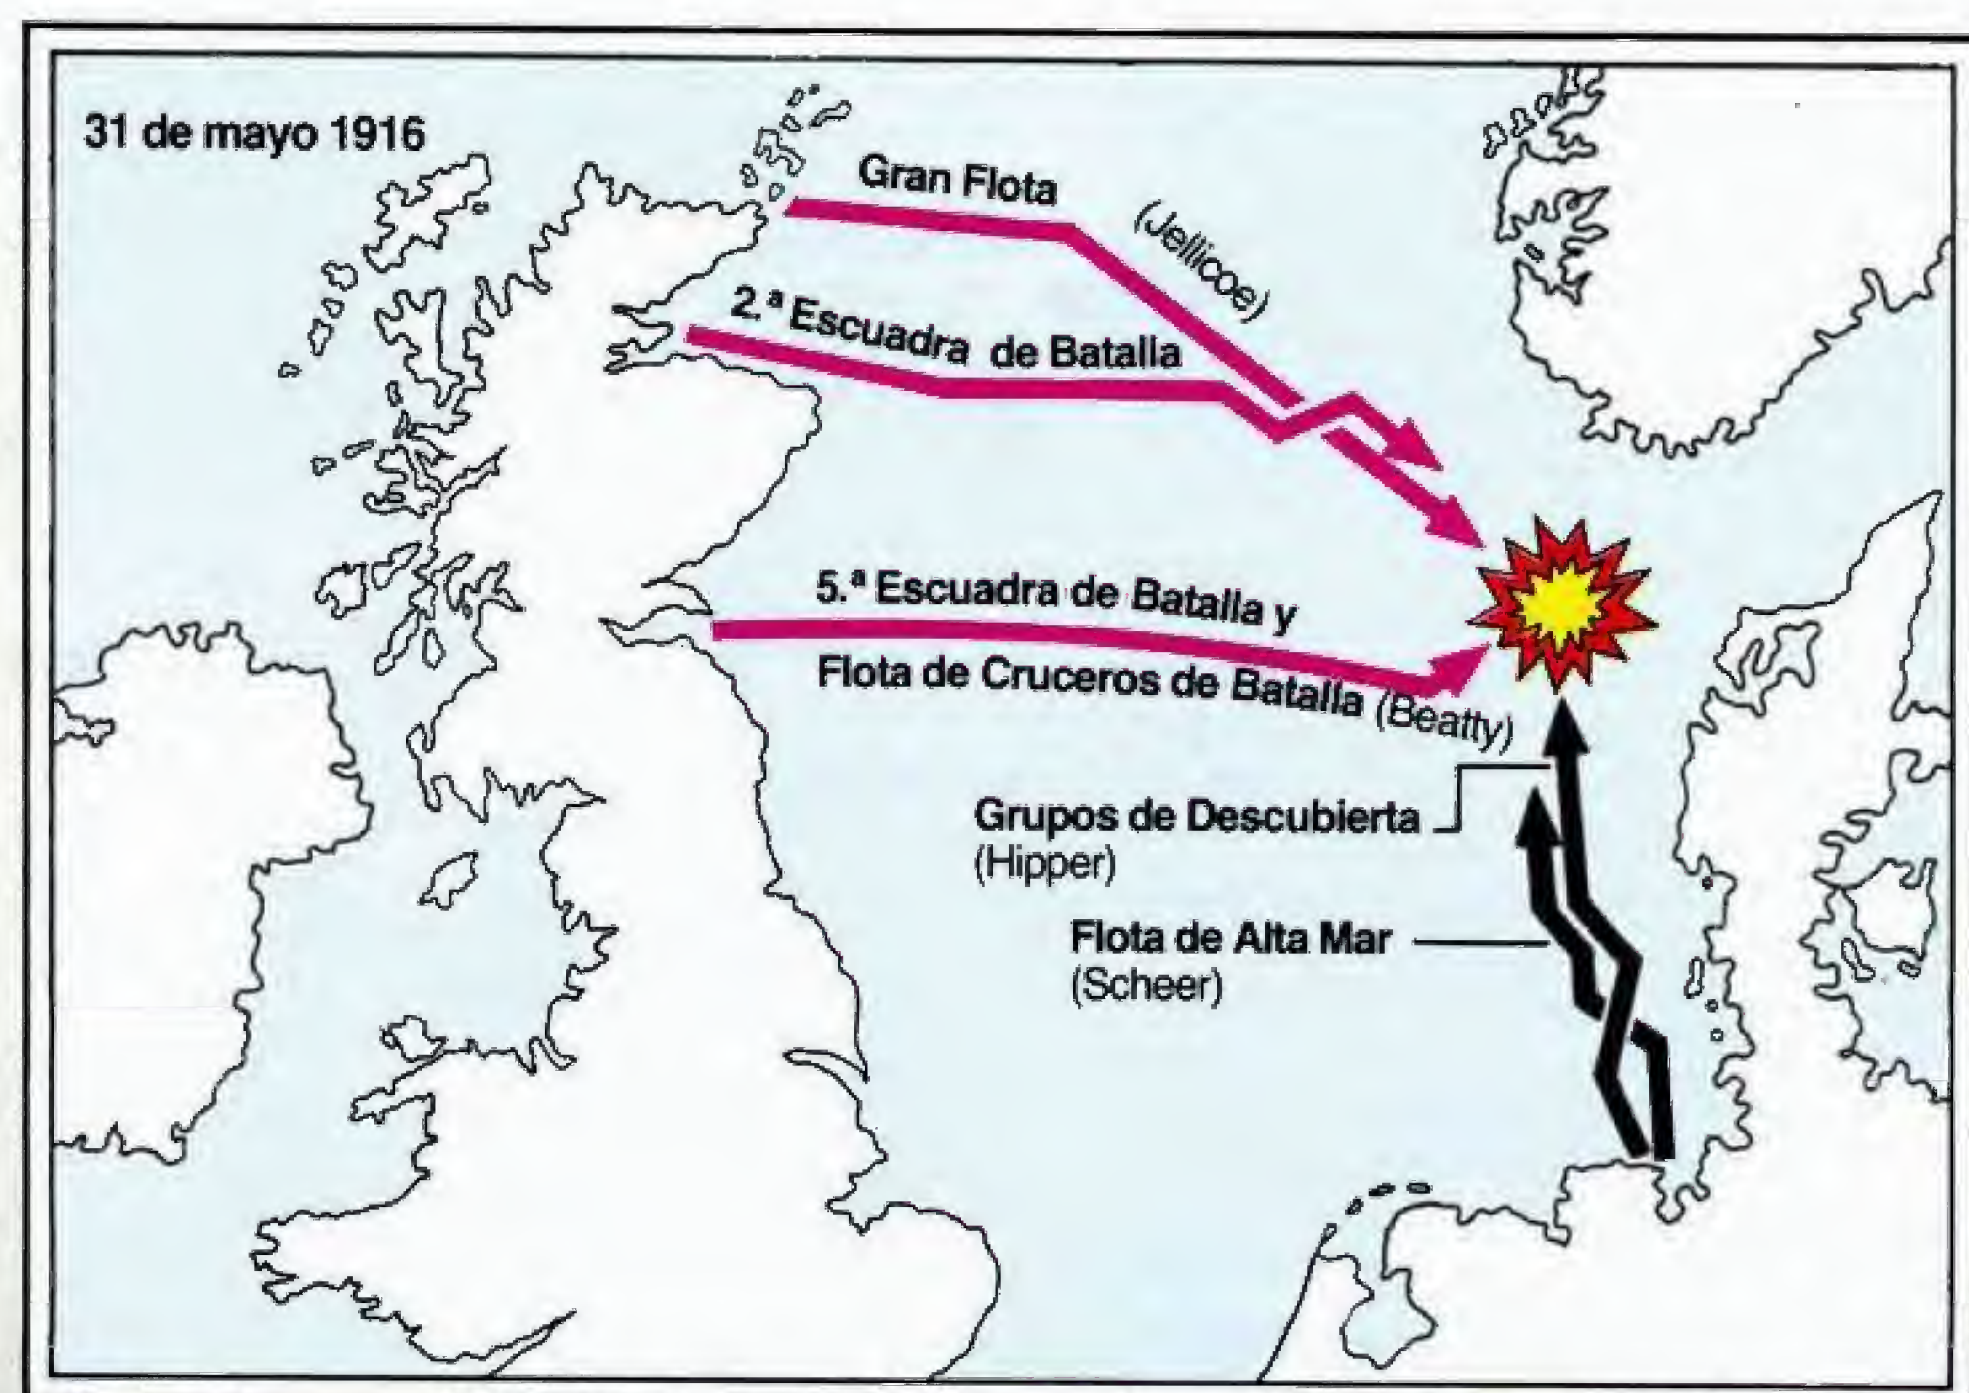 31 de mayo 1916
Gran Flota
(Jellicoe)
2.ª Escuadra de Batalla
5.ª Escuadra de Batalla y
Flota de Cruceros de Batalla (Beatty)
Grupos de Descubierta
(Hipper)
Flota de Alta Mar
(Scheer)